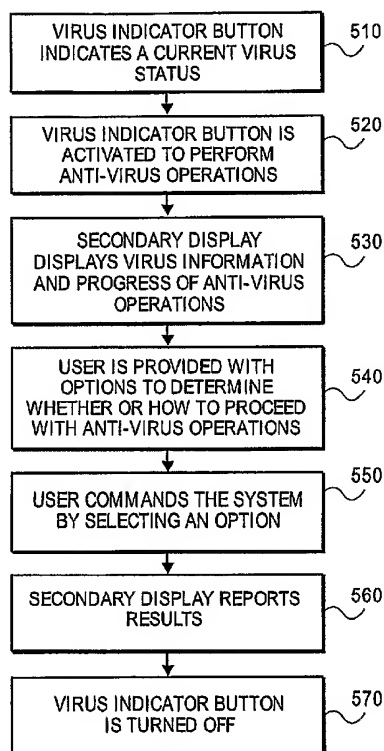 VIRUS INDICATOR BUTTON
INDICATES A CURRENT VIRUS
STATUS
510
VIRUS INDICATOR BUTTON IS
ACTIVATED TO PERFORM
ANTI-VIRUS OPERATIONS
520
SECONDARY DISPLAY
DISPLAYS VIRUS INFORMATION
AND PROGRESS OF ANTI-VIRUS
OPERATIONS
530
USER IS PROVIDED WITH
OPTIONS TO DETERMINE
WHETHER OR HOW TO PROCEED
WITH ANTI-VIRUS OPERATIONS
540
USER COMMANDS THE SYSTEM
BY SELECTING AN OPTION
550
SECONDARY DISPLAY REPORTS
RESULTS
560
VIRUS INDICATOR BUTTON
IS TURNED OFF
570